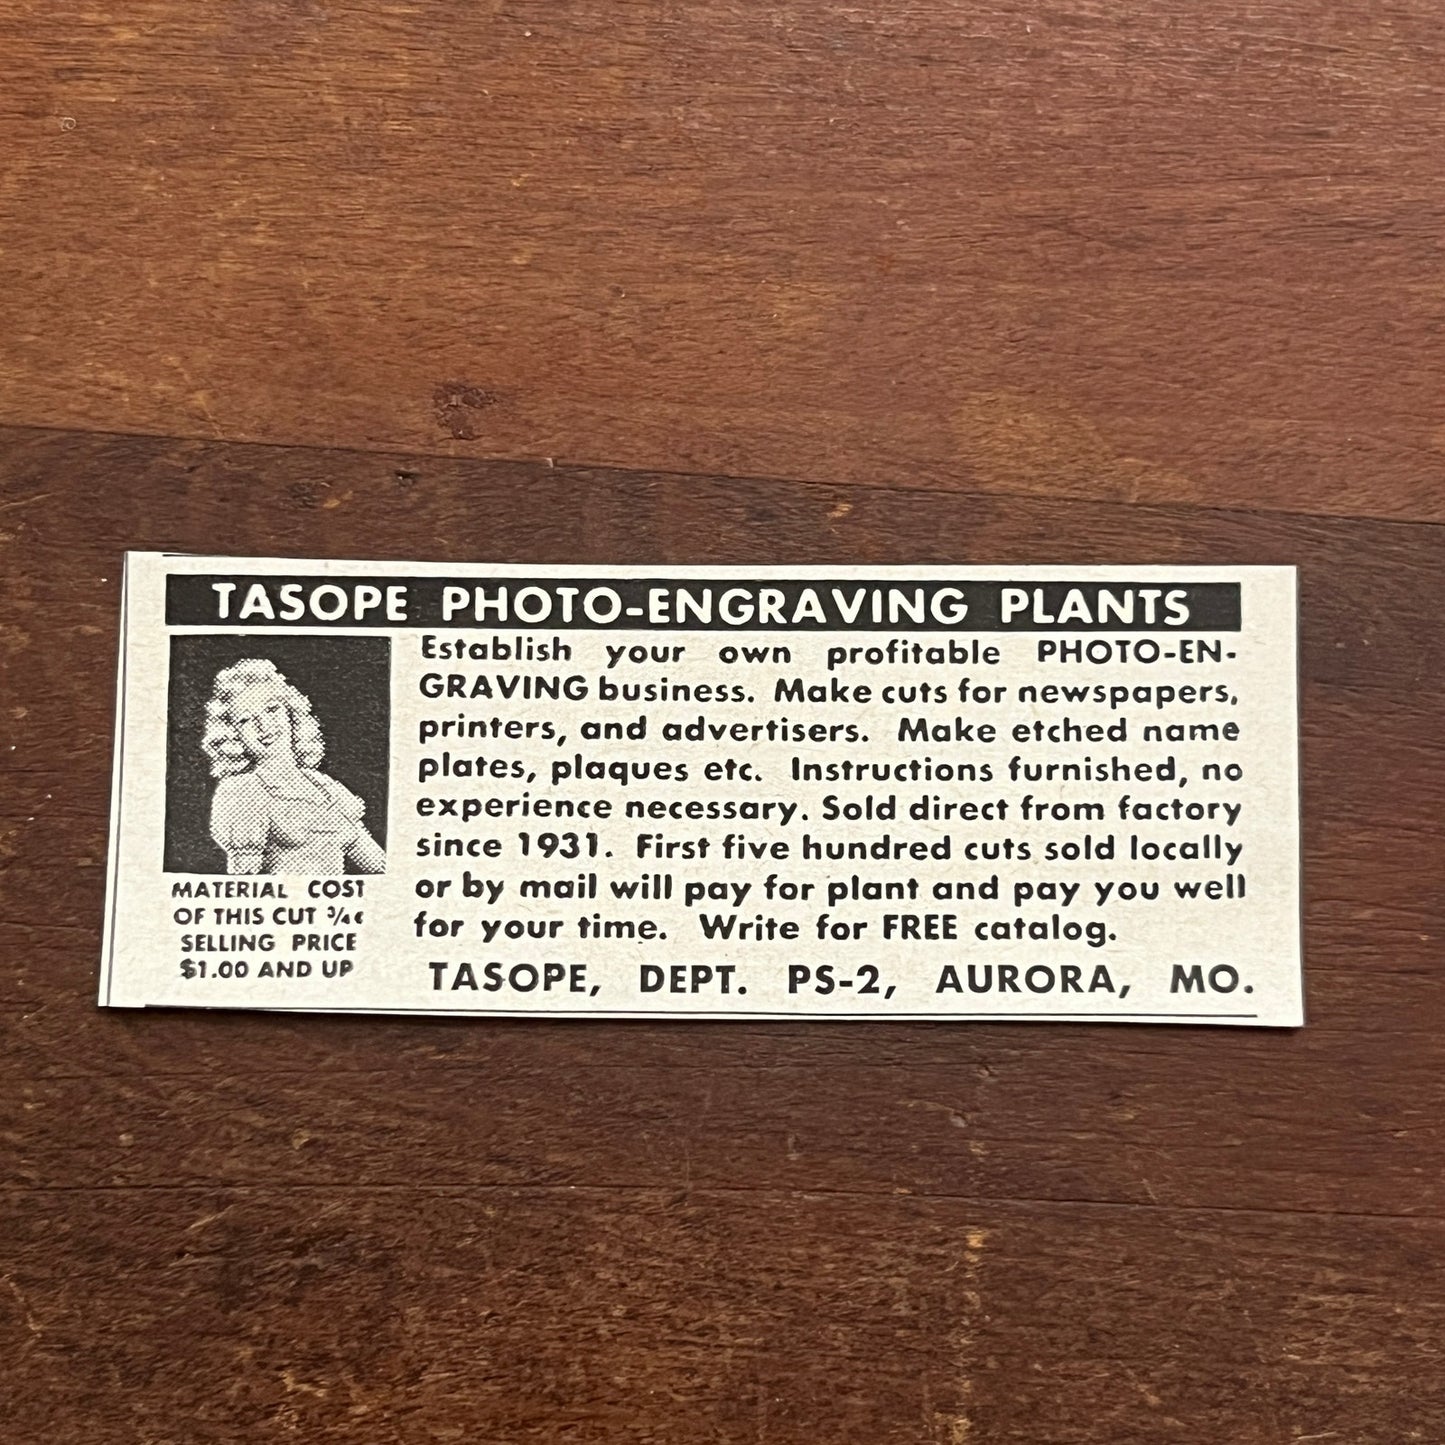 TASOPE PHOTO-ENGRAVING PLANTS
Establish your own profitable PHOTO-EN-
GRAVING business. Make cuts for newspapers,
printers, and advertisers. Make etched name
plates, plaques etc. Instructions furnished, no
experience necessary. Sold direct from factory
since 1931. First five hundred cuts sold locally
or by mail will pay for plant and pay you well
for your time. Write for FREE catalog.
TASOPE, DEPT. PS-2, AURORA, MO.
MATERIAL COST
OF THIS CUT ¾¢
SELLING PRICE
$1.00 AND UP